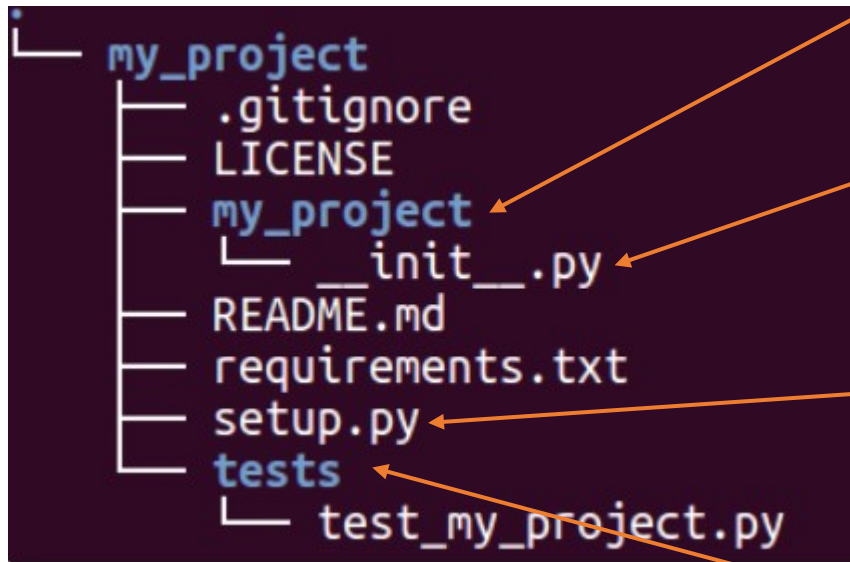 .
my_project
.gitignore
LICENSE
my_project
__init__.py
README.md
requirements.txt
setup.py
tests
test_my_project.py